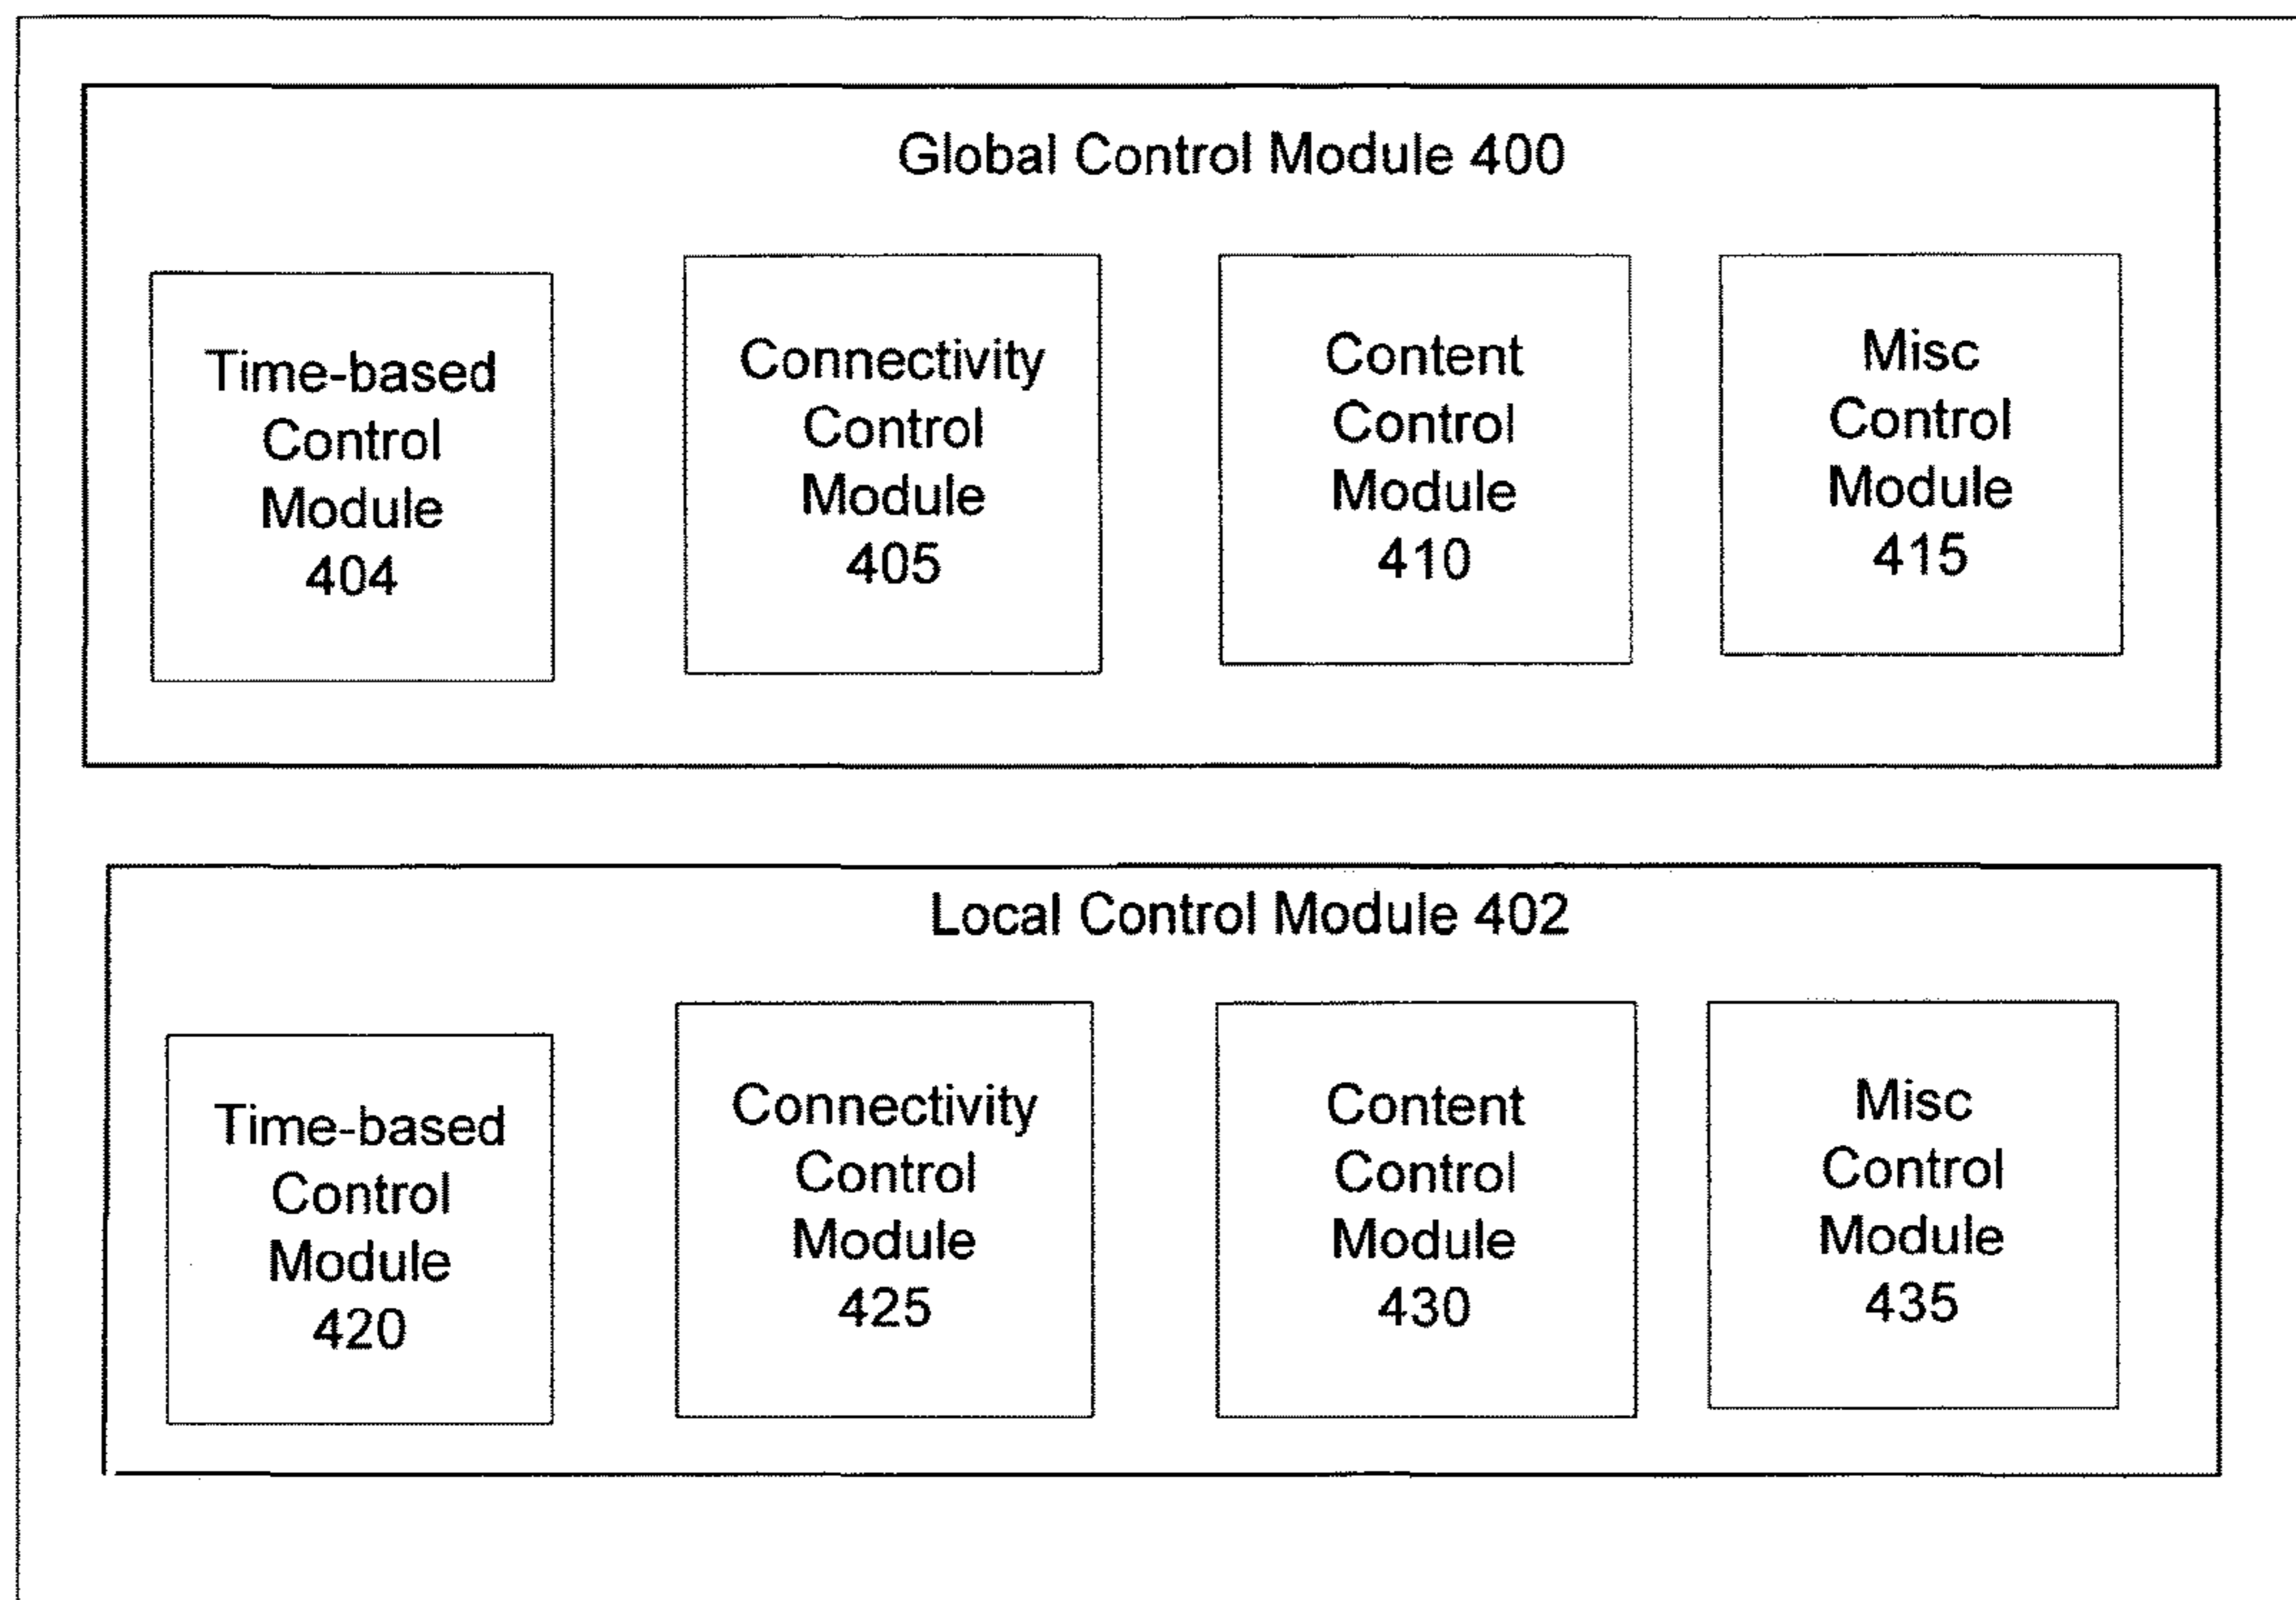 Global Control Module 400
Time-based
Control
Module
404
Connectivity
Control
Module
405
Content
Control
Module
410
Misc
Control
Module
415
Local Control Module 402
Time-based
Control
Module
420
Connectivity
Control
Module
425
Content
Control
Module
430
Misc
Control
Module
435